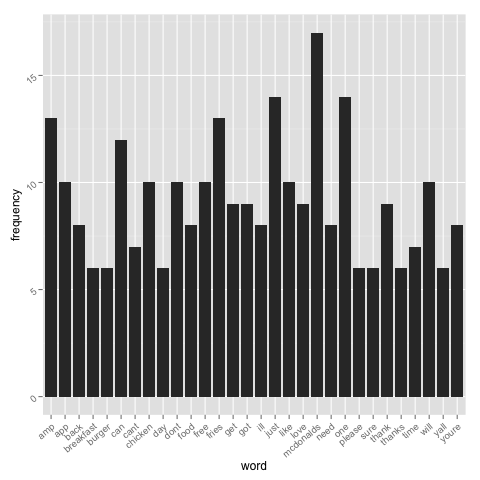 frequency
15
10
5
0
amp
app
back
breakfast
burger
can
cant
chicken
day
dont
food
free
fries
get
got
ill
just
like
love
mcdonalds
need
one
please
sure
thank
thanks
time
will
yall
youre
word